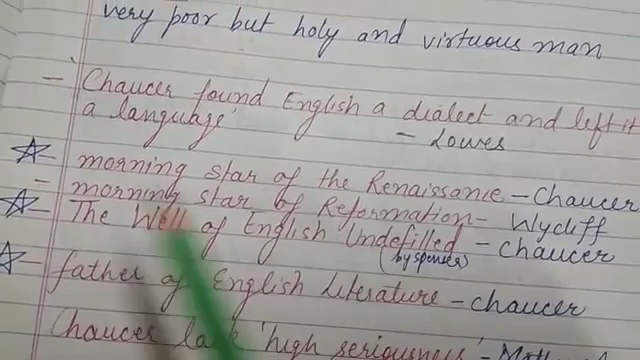 very poor but holy and virtuous man
- 'Chaucer found English a dialect and left it
a language'
- Lowes
- morning star of the Renaissance - Chaucer
- morning star of Reformation - Wycliff
- The Well of English Undefilled - Chaucer
(by spenser)
- father of English Literature - chaucer
Chaucer lack 'high seriousness' -